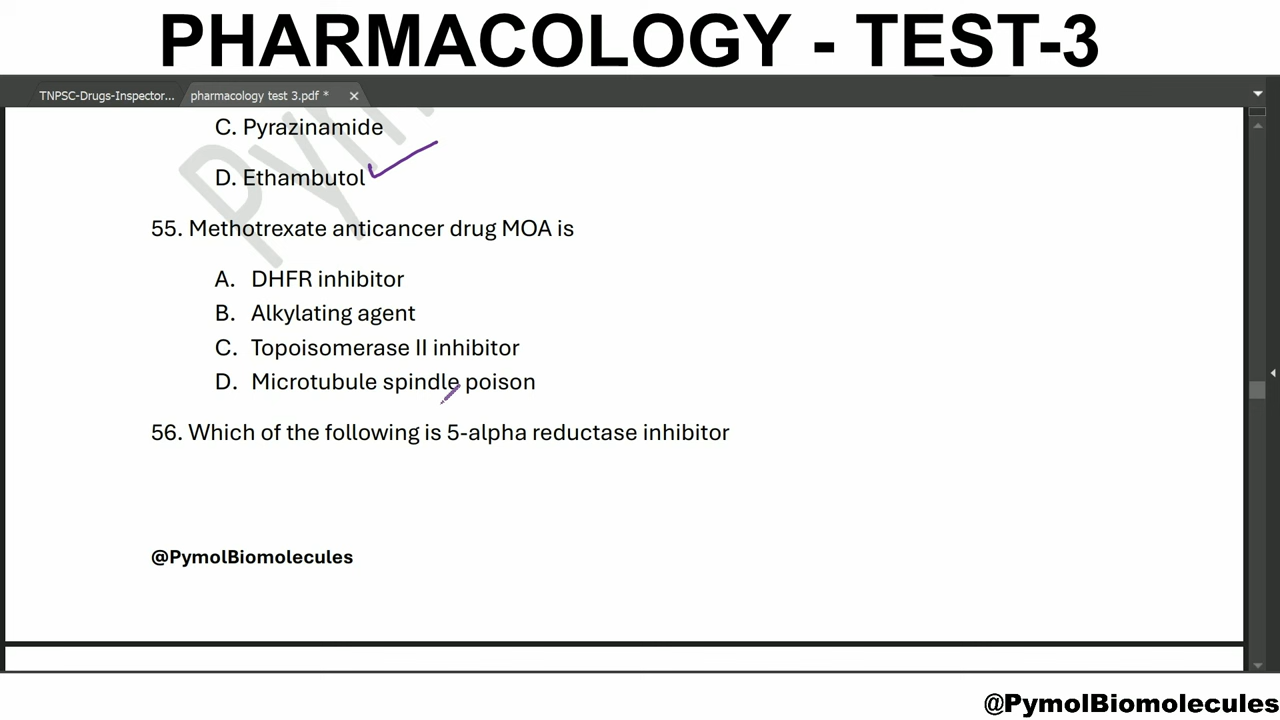 PHARMACOLOGY - TEST-3
TNPSC-Drugs-Inspector... pharmacology test 3.pdf *
C. Pyrazinamide
D. Ethambutol
55. Methotrexate anticancer drug MOA is
A. DHFR inhibitor
B. Alkylating agent
C. Topoisomerase II inhibitor
D. Microtubule spindle poison
56. Which of the following is 5-alpha reductase inhibitor
@PymolBiomolecules
@PymolBiomolecules